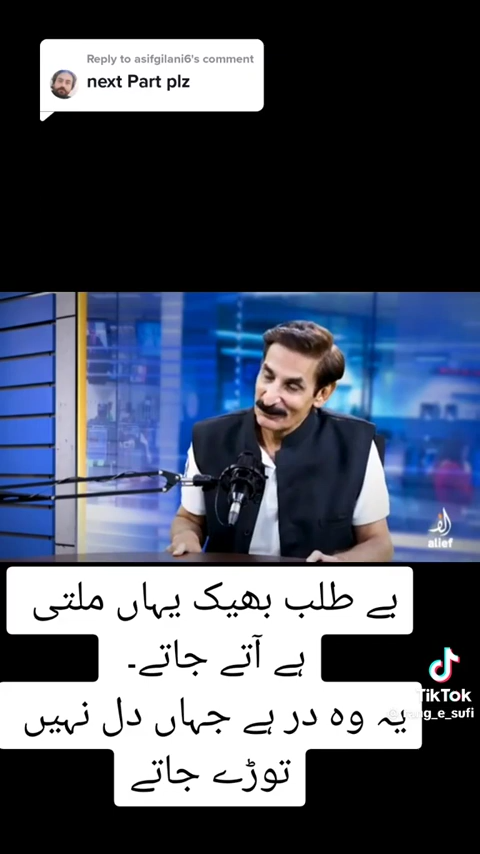 Reply to asifgilani6's comment
next Part plz
الف
alief
بے طلب بھیک یہاں ملتی
ہے آتے جاتے۔
یہ وہ در ہے جہاں دل نہیں
توڑے جاتے
TikTok